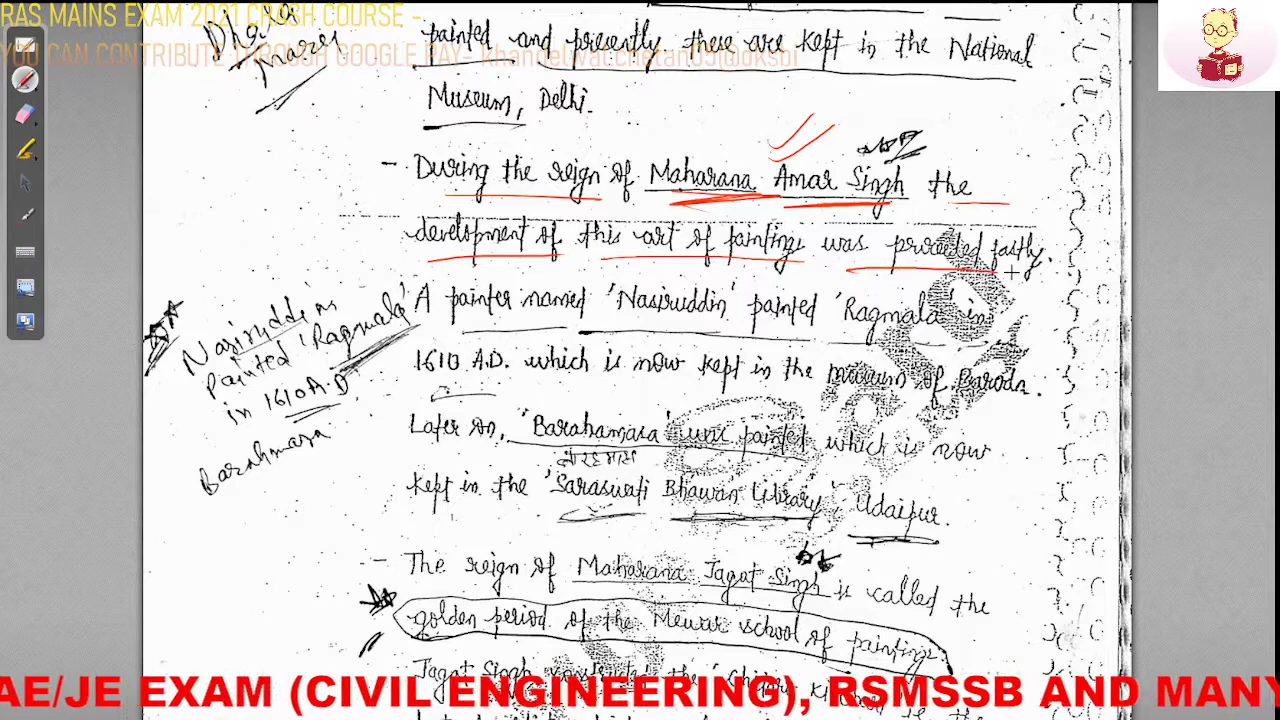 RAS MAINS EXAM 2021 CRASH COURSE -
YOU CAN CONTRIBUTE THROUGH GOOGLE PAY-
painted and presently these are kept in the National
Museum, Delhi.
- During the reign of Maharana Amar Singh the
development of this art of paintings was proceeded fastly.
A painter named 'Nasiruddin' painted 'Ragmala' in
1610 A.D. which is now kept in the museum of Baroda.
Later on, 'Barahamasa' was painted which is now
बारहमासा
kept in the 'Saraswati Bhawan Library', Udaipur.
Nasiruddin
painted 'Ragmala'
in 1610 A.D
Barahmasa
- The reign of Maharana Jagat Singh is called the
golden period of the Mewar school of paintings.
Jagat Singh
AE/JE EXAM (CIVIL ENGINEERING), RSMSSB AND MANY